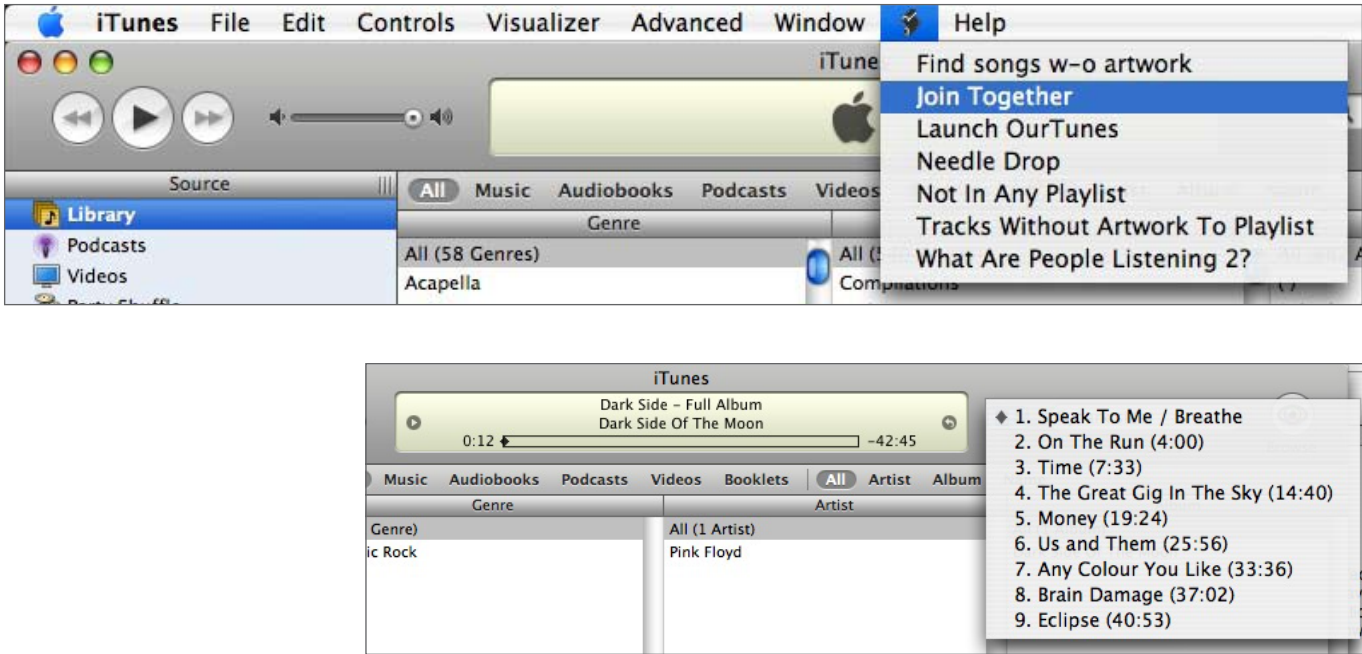 iTunes File Edit Controls Visualizer Advanced Window Help
iTune
Find songs w-o artwork
Join Together
Launch OurTunes
Needle Drop
Not In Any Playlist
Tracks Without Artwork To Playlist
What Are People Listening 2?
Source
All Music Audiobooks Podcasts Videos
Library
Genre
Podcasts
All (58 Genres)
All (5
Videos
Acapella
Compilations
Party Shuffle
iTunes
Dark Side – Full Album
Dark Side Of The Moon
0:12 -42:45
Music Audiobooks Podcasts Videos Booklets All Artist Album
Genre Artist
Genre) All (1 Artist)
ic Rock Pink Floyd
1. Speak To Me / Breathe
2. On The Run (4:00)
3. Time (7:33)
4. The Great Gig In The Sky (14:40)
5. Money (19:24)
6. Us and Them (25:56)
7. Any Colour You Like (33:36)
8. Brain Damage (37:02)
9. Eclipse (40:53)